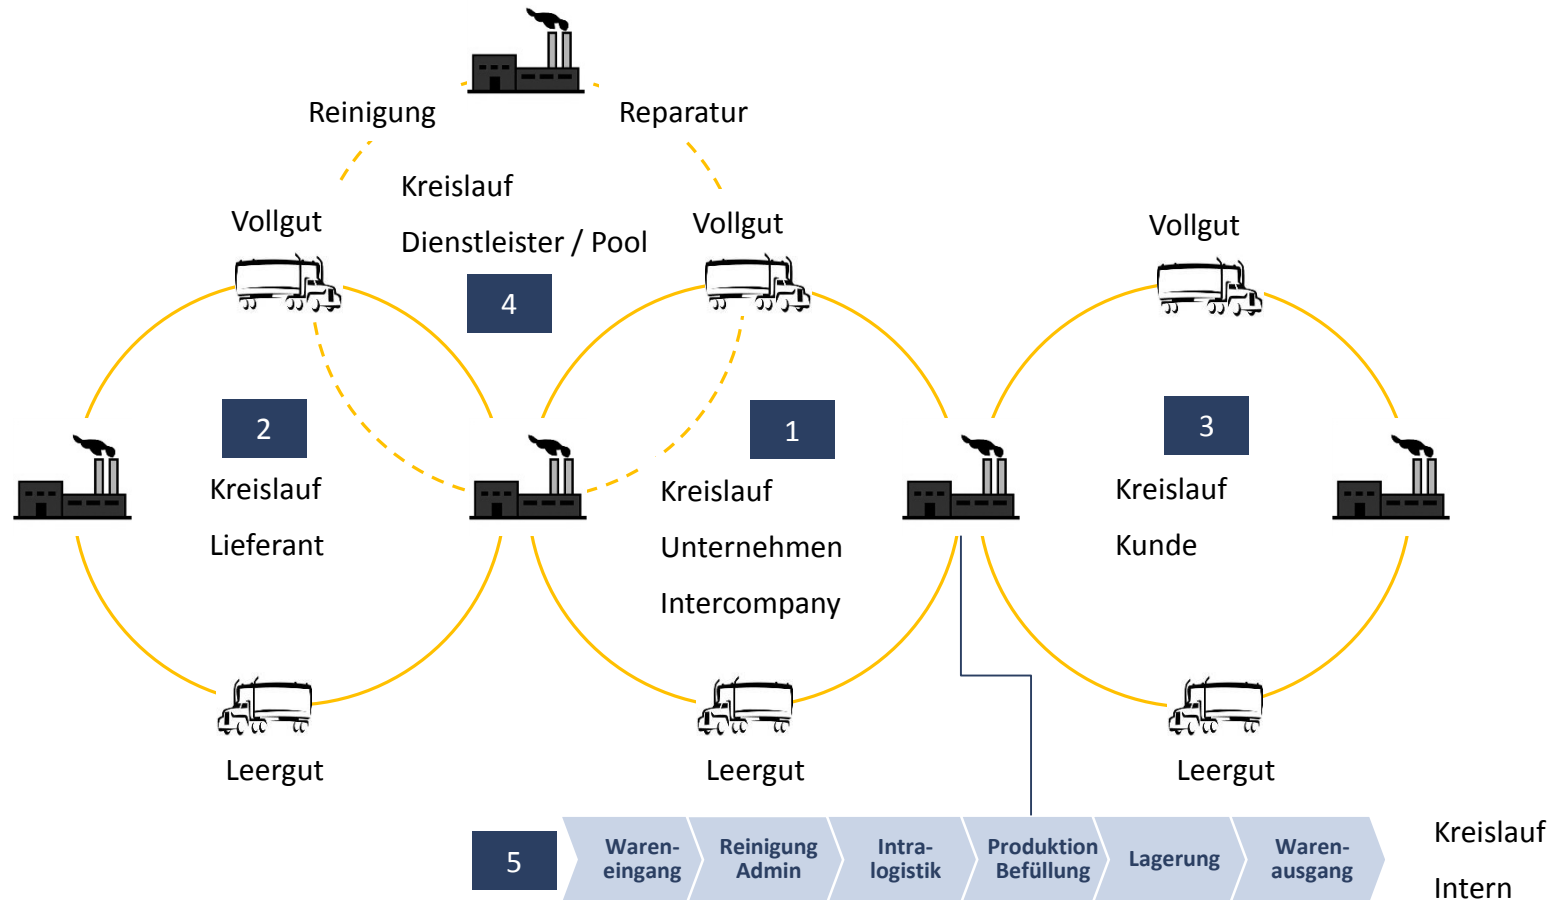 Reinigung
Reparatur
Kreislauf
Dienstleister / Pool
4
Vollgut
Vollgut
Vollgut
2
Kreislauf
Lieferant
1
Kreislauf
Unternehmen
Intercompany
3
Kreislauf
Kunde
Leergut
Leergut
Leergut
5
Waren-
eingang
Reinigung
Admin
Intra-
logistik
Produktion
Befüllung
Lagerung
Waren-
ausgang
Kreislauf
Intern